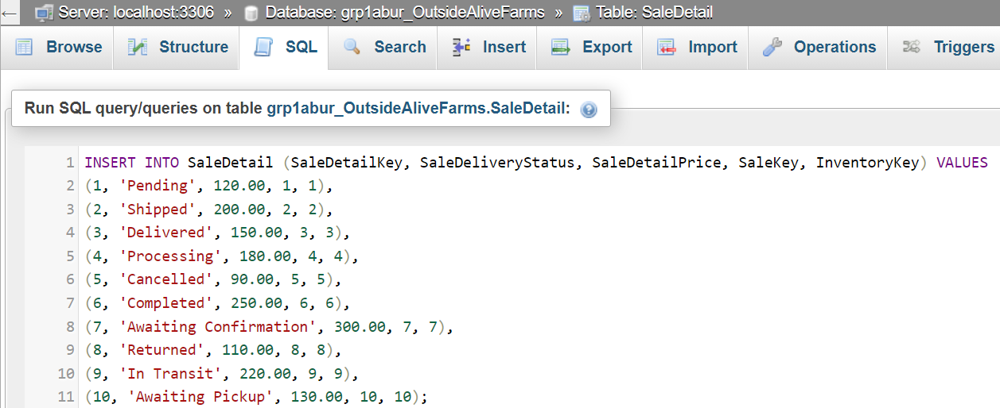 ← Server: localhost:3306 » Database: grp1abur_OutsideAliveFarms » Table: SaleDetail
Browse Structure SQL Search Insert Export Import Operations Triggers
Run SQL query/queries on table grp1abur_OutsideAliveFarms.SaleDetail:
1 INSERT INTO SaleDetail (SaleDetailKey, SaleDeliveryStatus, SaleDetailPrice, SaleKey, InventoryKey) VALUES
2 (1, 'Pending', 120.00, 1, 1),
3 (2, 'Shipped', 200.00, 2, 2),
4 (3, 'Delivered', 150.00, 3, 3),
5 (4, 'Processing', 180.00, 4, 4),
6 (5, 'Cancelled', 90.00, 5, 5),
7 (6, 'Completed', 250.00, 6, 6),
8 (7, 'Awaiting Confirmation', 300.00, 7, 7),
9 (8, 'Returned', 110.00, 8, 8),
10 (9, 'In Transit', 220.00, 9, 9),
11 (10, 'Awaiting Pickup', 130.00, 10, 10);